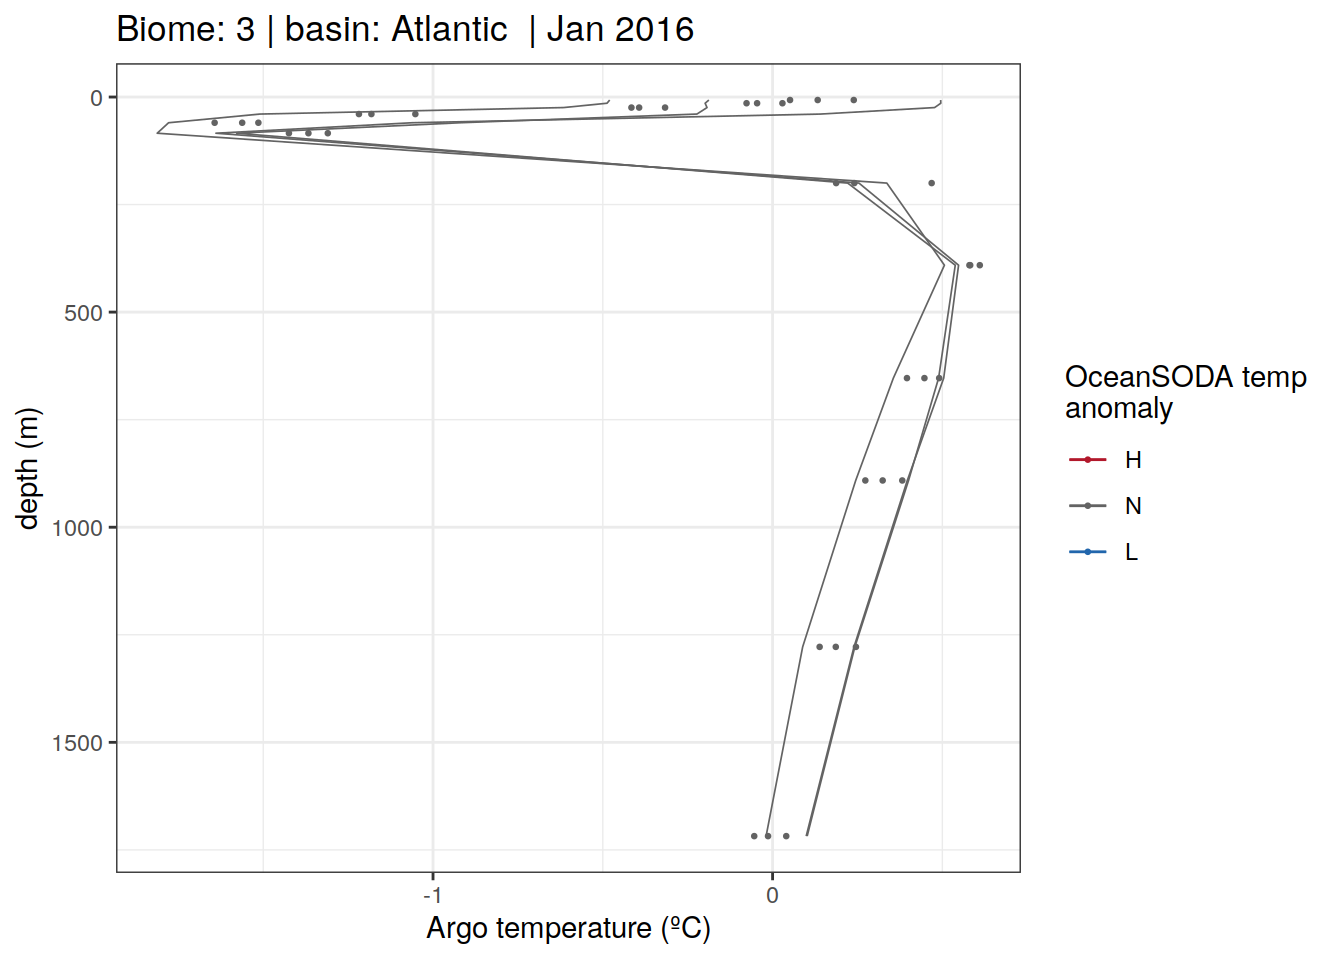 Biome: 3 | basin: Atlantic  | Jan 2016
0
500
1000
1500
depth (m)
-1
0
Argo temperature (ºC)
OceanSODA temp
anomaly
H
N
L